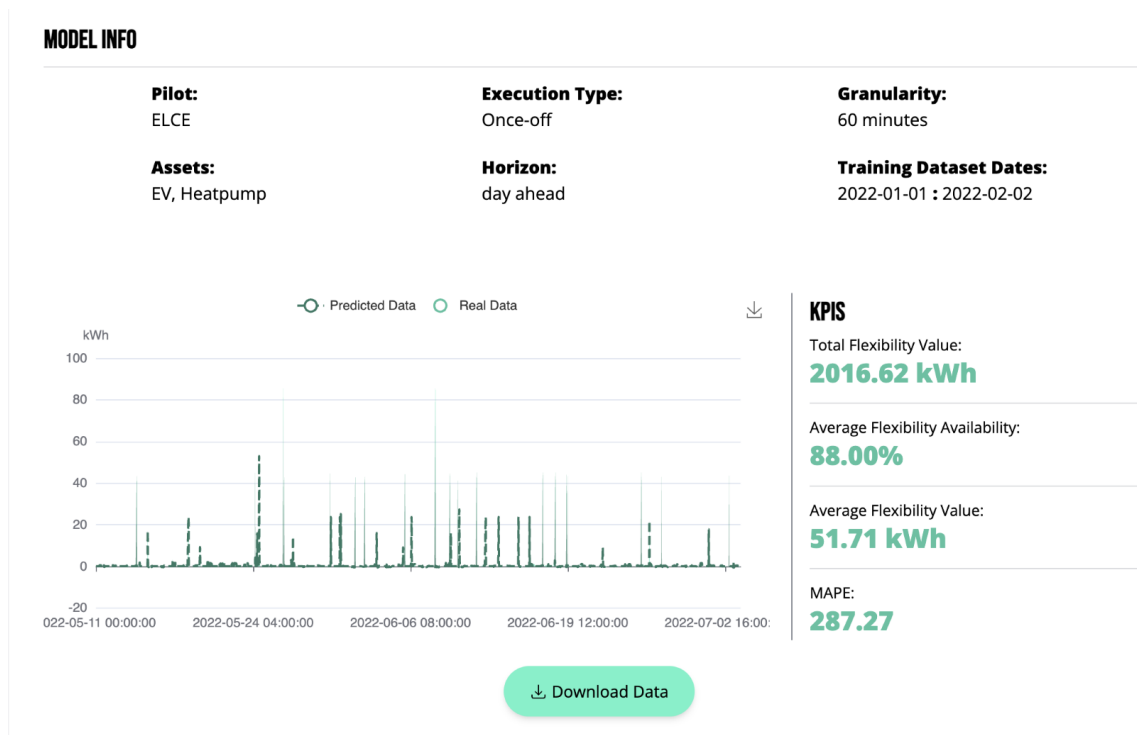 MODEL INFO
Pilot:
ELCE
Execution Type:
Once-off
Granularity:
60 minutes
Assets:
EV, Heatpump
Horizon:
day ahead
Training Dataset Dates:
2022-01-01 : 2022-02-02
Predicted Data
Real Data
kWh
100
80
60
40
20
0
-20
022-05-11 00:00:00
2022-05-24 04:00:00
2022-06-06 08:00:00
2022-06-19 12:00:00
2022-07-02 16:00:
KPIS
Total Flexibility Value:
2016.62 kWh
Average Flexibility Availability:
88.00%
Average Flexibility Value:
51.71 kWh
MAPE:
287.27
Download Data